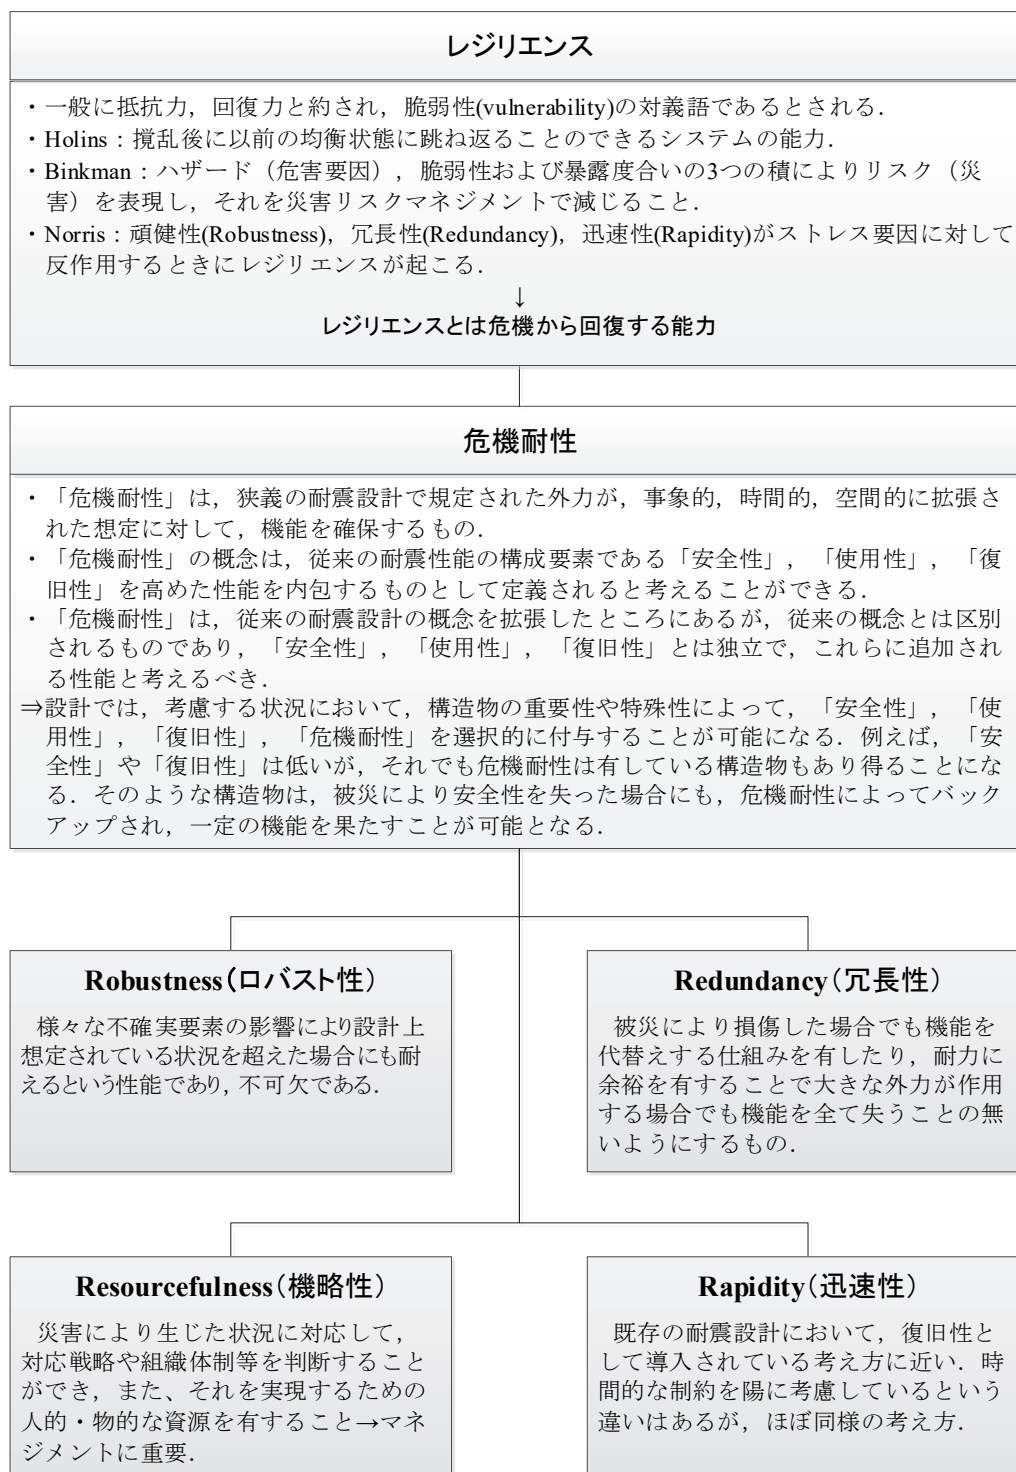 レジリエンス
・一般に抵抗力，回復力と約され，脆弱性(vulnerability)の対義語であるとされる．
・Holins：撹乱後に以前の均衡状態に跳ね返ることのできるシステムの能力．
・Binkman：ハザード（危害要因），脆弱性および暴露度合いの3つの積によりリスク（災
害）を表現し，それを災害リスクマネジメントで減じること．
・Norris：頑健性(Robustness)，冗長性(Redundancy)，迅速性(Rapidity)がストレス要因に対して
反作用するときにレジリエンスが起こる．
↓
レジリエンスとは危機から回復する能力
危機耐性
・「危機耐性」は，狭義の耐震設計で規定された外力が，事象的，時間的，空間的に拡張さ
れた想定に対して，機能を確保するもの．
・「危機耐性」の概念は，従来の耐震性能の構成要素である「安全性」，「使用性」，「復
旧性」を高めた性能を内包するものとして定義されると考えることができる．
・「危機耐性」は，従来の耐震設計の概念を拡張したところにあるが，従来の概念とは区別
されるものであり，「安全性」，「使用性」，「復旧性」とは独立で，これらに追加され
る性能と考えるべき．
⇒設計では，考慮する状況において，構造物の重要性や特殊性によって，「安全性」，「使
用性」，「復旧性」，「危機耐性」を選択的に付与することが可能になる．例えば，「安
全性」や「復旧性」は低いが，それでも危機耐性は有している構造物もあり得ることにな
る．そのような構造物は，被災により安全性を失った場合にも，危機耐性によってバック
アップされ，一定の機能を果たすことが可能となる．
Robustness（ロバスト性）
様々な不確実要素の影響により設計上
想定されている状況を超えた場合にも耐
えるという性能であり，不可欠である．
Redundancy（冗長性）
被災により損傷した場合でも機能を
代替えする仕組みを有したり，耐力に
余裕を有することで大きな外力が作用
する場合でも機能を全て失うことの無
いようにするもの．
Resourcefulness（機略性）
災害により生じた状況に対応して，
対応戦略や組織体制等を判断すること
ができ，また、それを実現するための
人的・物的な資源を有すること→マネ
ジメントに重要．
Rapidity（迅速性）
既存の耐震設計において，復旧性と
して導入されている考え方に近い．時
間的な制約を陽に考慮しているという
違いはあるが，ほぼ同様の考え方．